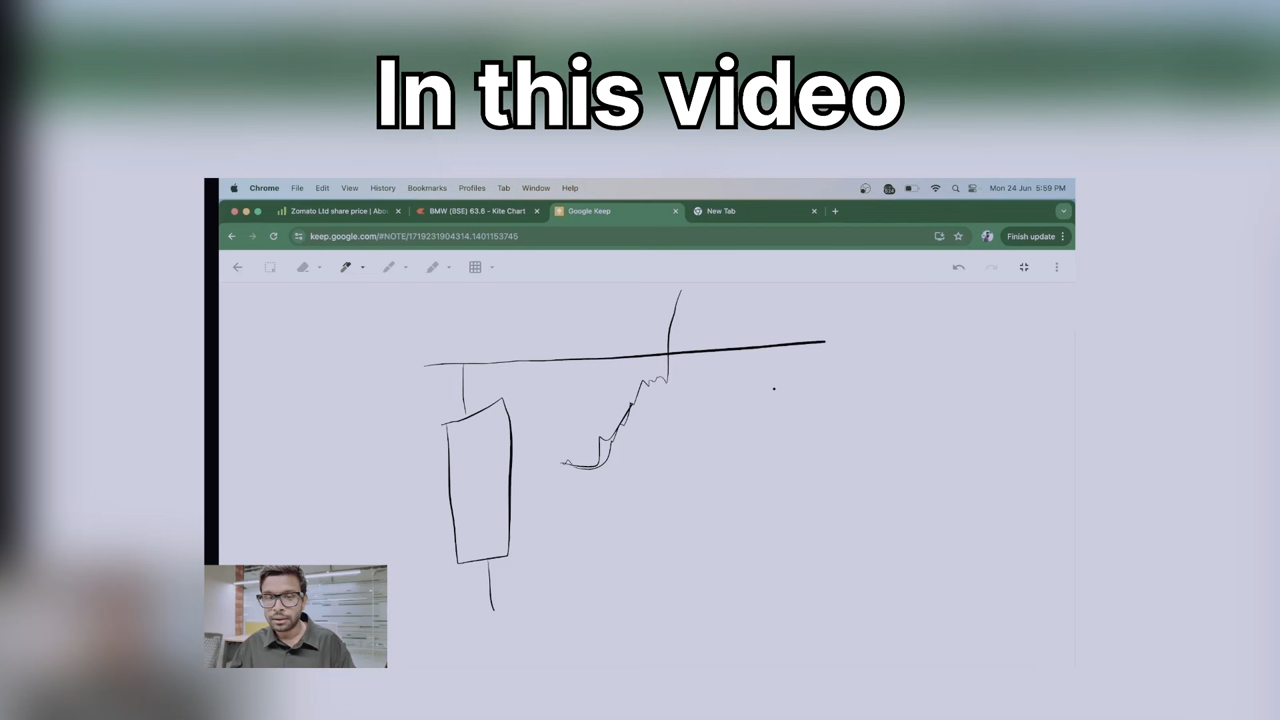 In this video
Chrome File Edit View History Bookmarks Profiles Tab Window Help Mon 24 Jun 5:59 PM
Zomato Ltd share price | Abo BMW (BSE) 63.6 - Kite Chart Google Keep New Tab
keep.google.com/#NOTE/1719231904314.1401153745 Finish update